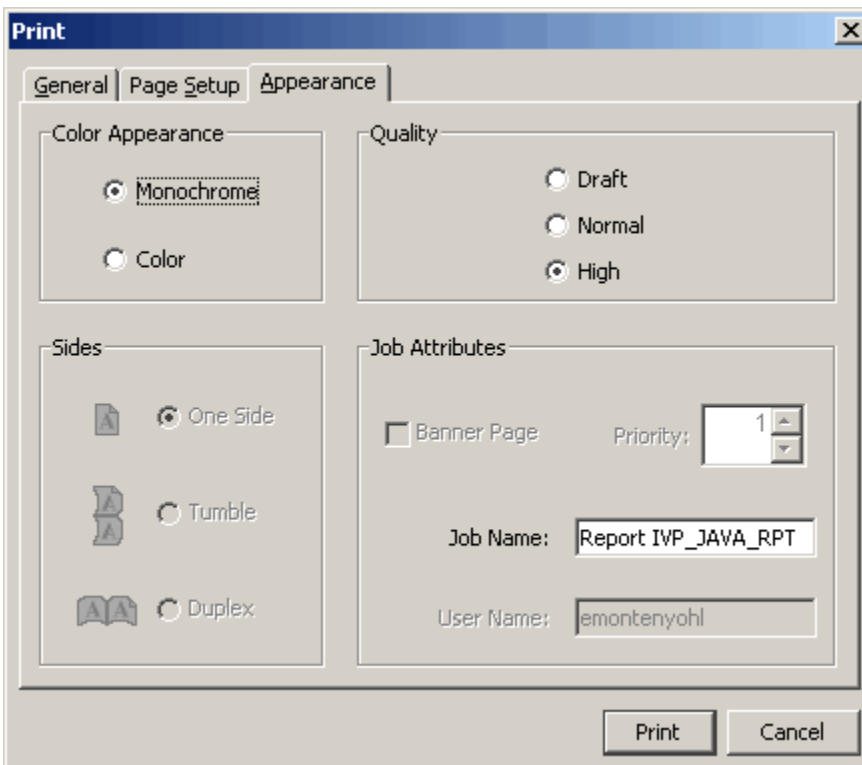 Print
General Page Setup Appearance
Color Appearance
Monochrome
Color
Quality
Draft
Normal
High
Sides
One Side
Tumble
Duplex
Job Attributes
Banner Page Priority: 1
Job Name: Report IVP_JAVA_RPT
User Name: emontenyohl
Print Cancel